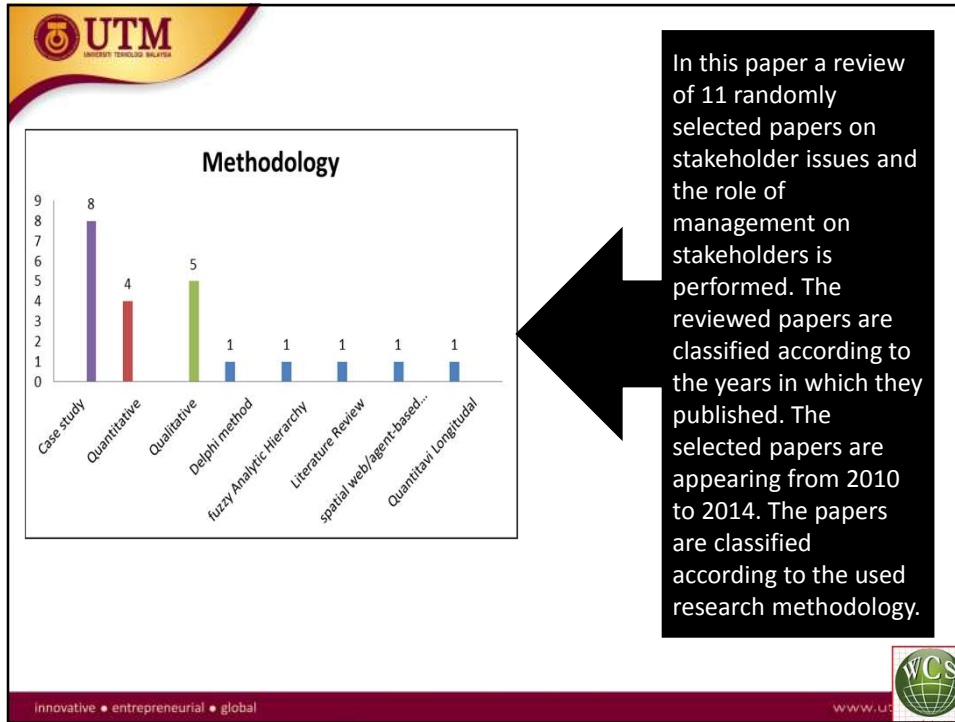 UTM
UNIVERSITI TEKNOLOGI MALAYSIA
Methodology
9
8
7
6
5
4
3
2
1
0
8
4
5
1
1
1
1
1
Case study
Quantitative
Qualitative
Delphi method
fuzzy Analytic Hierarchy
Literature Review
spatial web/agent-based...
Quantitavi Longitudal
In this paper a review
of 11 randomly
selected papers on
stakeholder issues and
the role of
management on
stakeholders is
performed. The
reviewed papers are
classified according to
the years in which they
published. The
selected papers are
appearing from 2010
to 2014. The papers
are classified
according to the used
research methodology.
innovative ● entrepreneurial ● global
www.ut
WCS